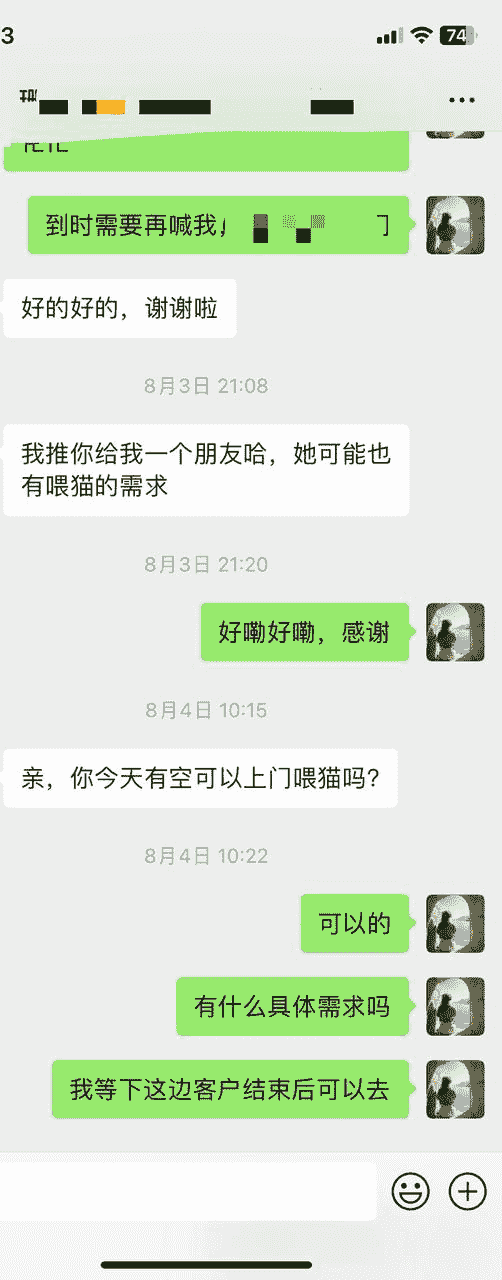 3
74
到时需要再喊我
好的好的，谢谢啦
8月3日 21:08
我推你给我一个朋友哈，她可能也
有喂猫的需求
8月3日 21:20
好嘞好嘞，感谢
8月4日 10:15
亲，你今天有空可以上门喂猫吗？
8月4日 10:22
可以的
有什么具体需求吗
我等下这边客户结束后可以去